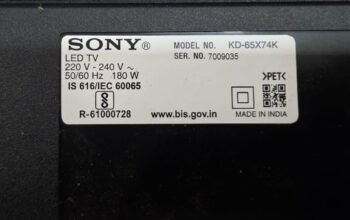 SONY®
MODEL NO. KD-65X74K
LED TV
SER. NO. 7009035
220 V - 240 V ~
50/60 Hz 180 W
>PET<
IS 616/IEC 60065
R-61000728
www.bis.gov.in
MADE IN INDIA